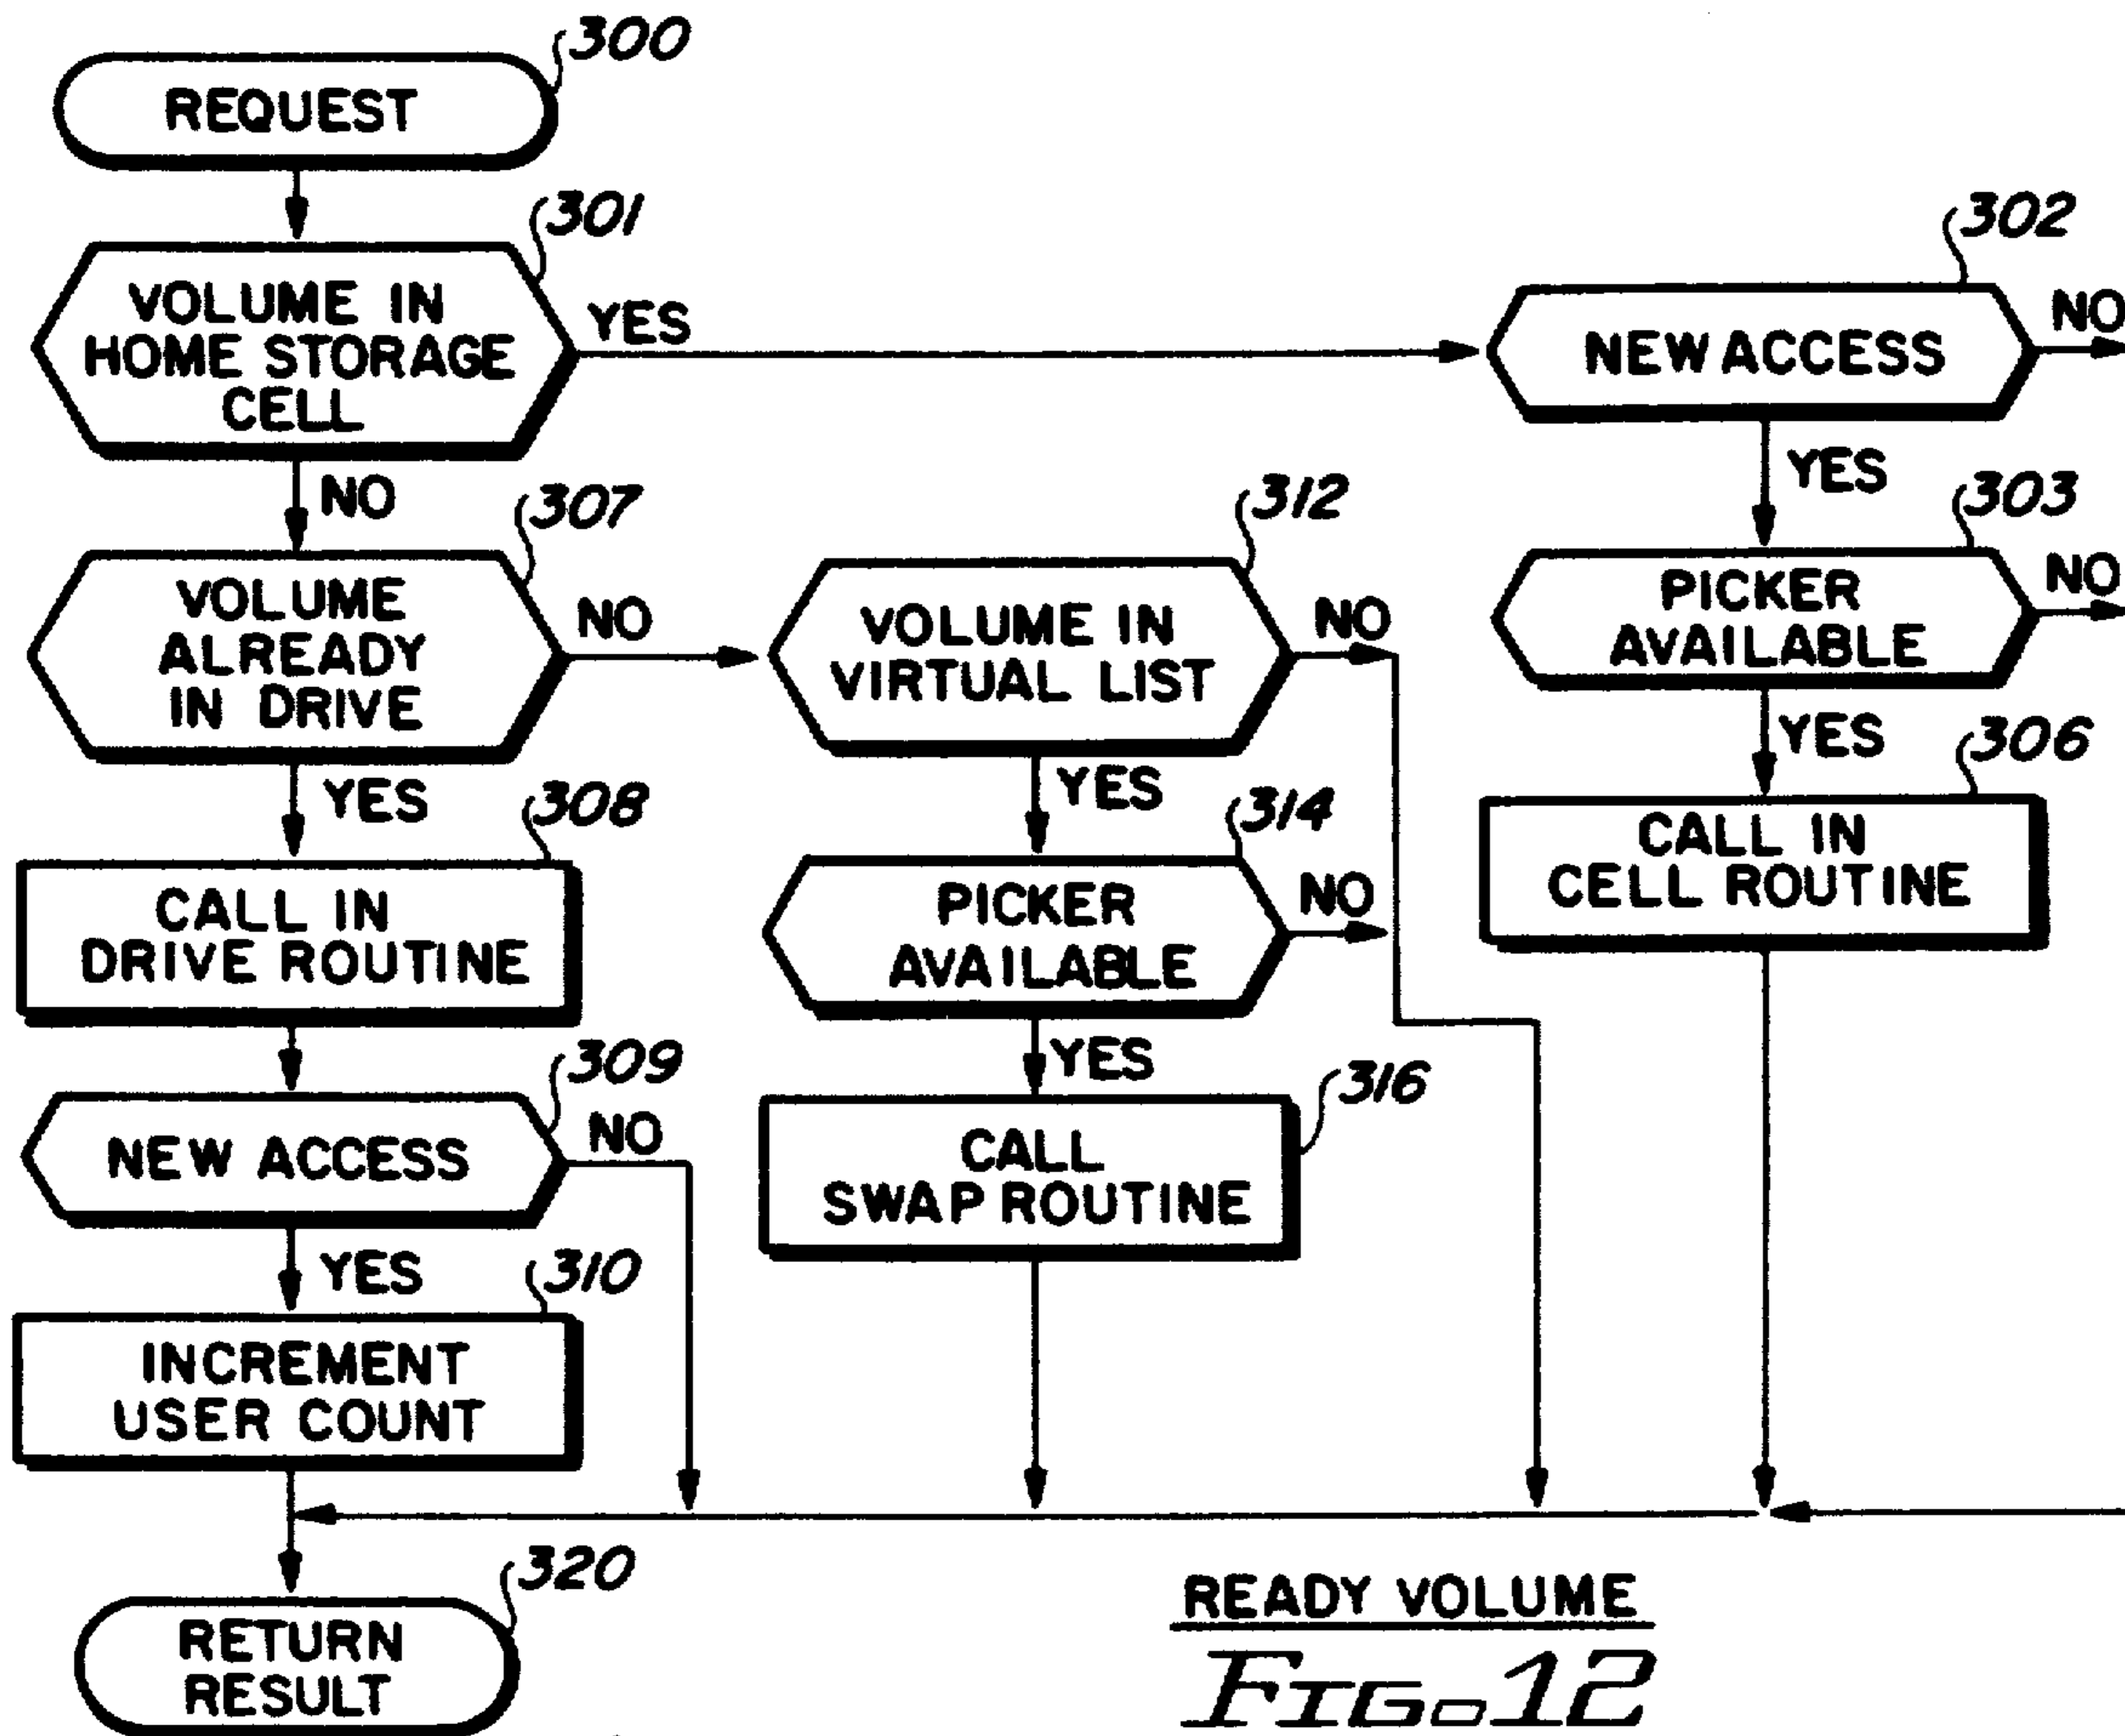 300
REQUEST
301
VOLUME IN
HOME STORAGE
CELL
YES
302
NEW ACCESS
NO
NO
YES
307
VOLUME
ALREADY
IN DRIVE
NO
312
VOLUME IN
VIRTUAL LIST
NO
303
PICKER
AVAILABLE
NO
YES
YES
YES
308
CALL IN
DRIVE ROUTINE
314
PICKER
AVAILABLE
NO
306
CALL IN
CELL ROUTINE
309
NEW ACCESS
NO
YES
316
CALL
SWAP ROUTINE
YES
310
INCREMENT
USER COUNT
320
RETURN
RESULT
READY VOLUME
FIG. 12